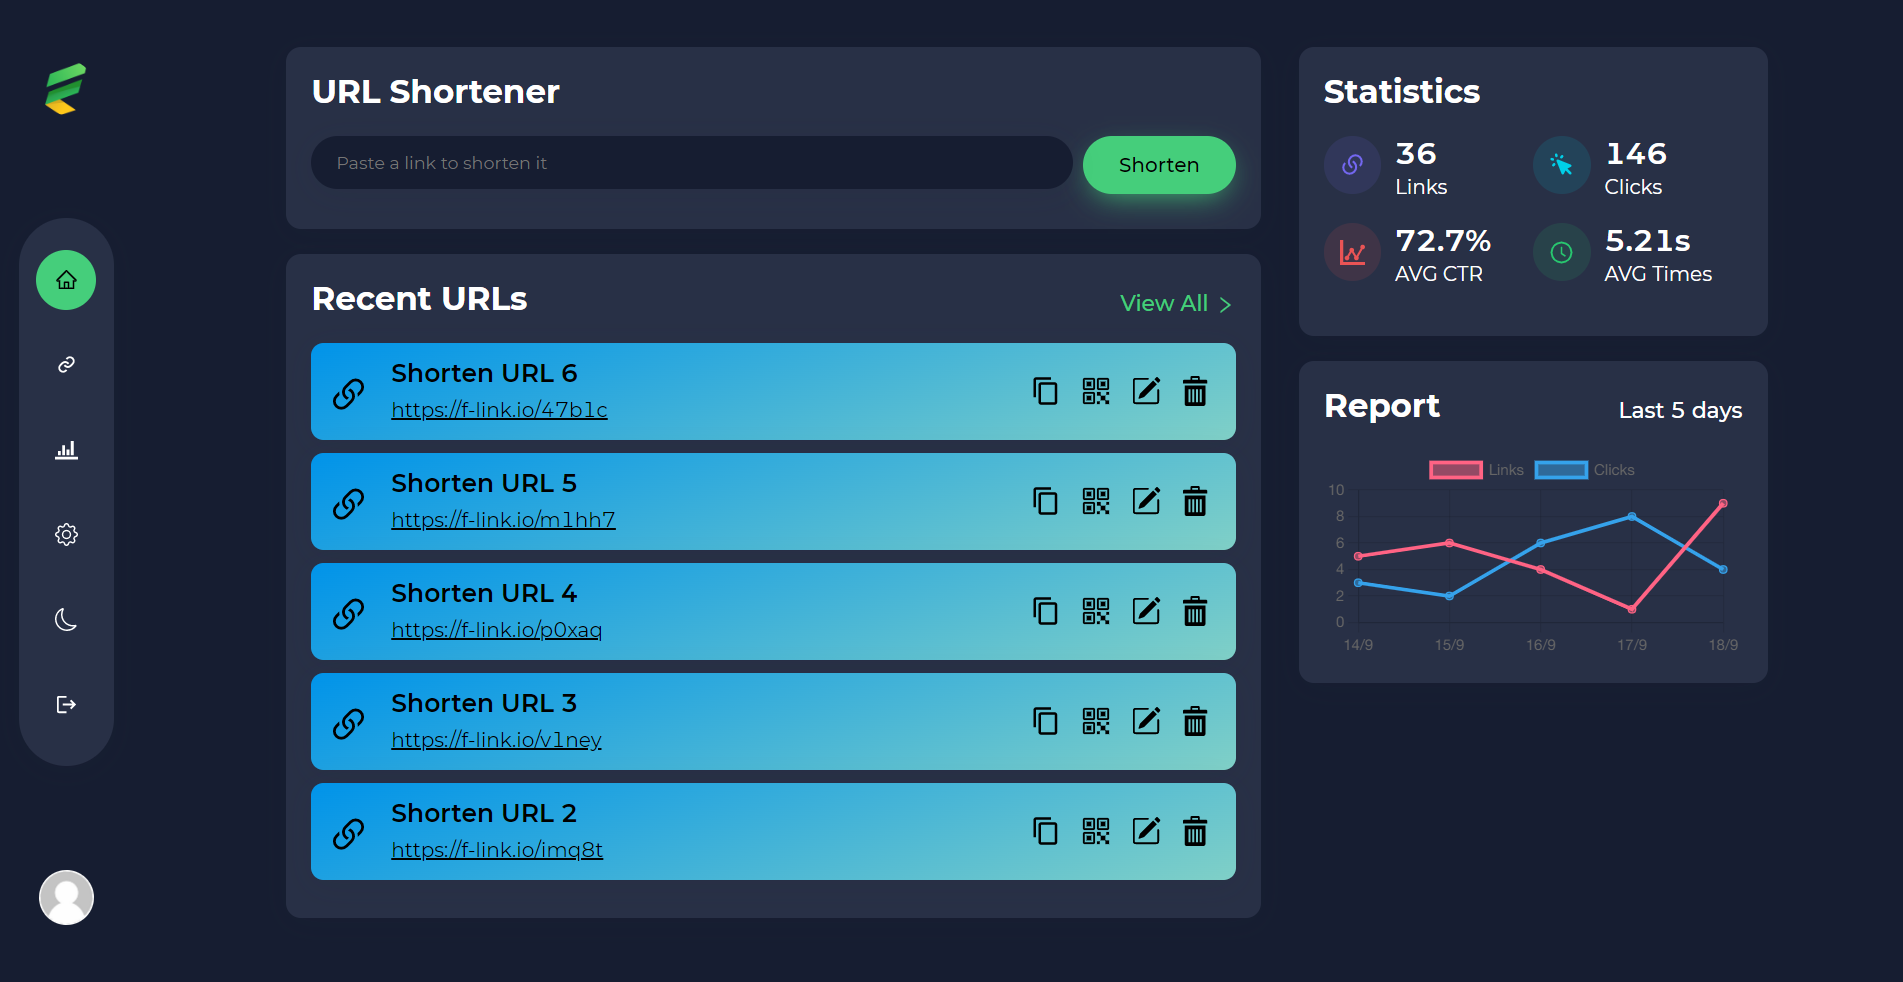 URL Shortener
Paste a link to shorten it
Shorten
Recent URLs
View All
Shorten URL 6
https://f-link.io/47b1c
Shorten URL 5
https://f-link.io/m1hh7
Shorten URL 4
https://f-link.io/p0xaq
Shorten URL 3
https://f-link.io/v1ney
Shorten URL 2
https://f-link.io/imq8t
Statistics
36
Links
146
Clicks
72.7%
AVG CTR
5.21s
AVG Times
Report
Last 5 days
Links Clicks
10
8
6
4
2
0
14/9 15/9 16/9 17/9 18/9